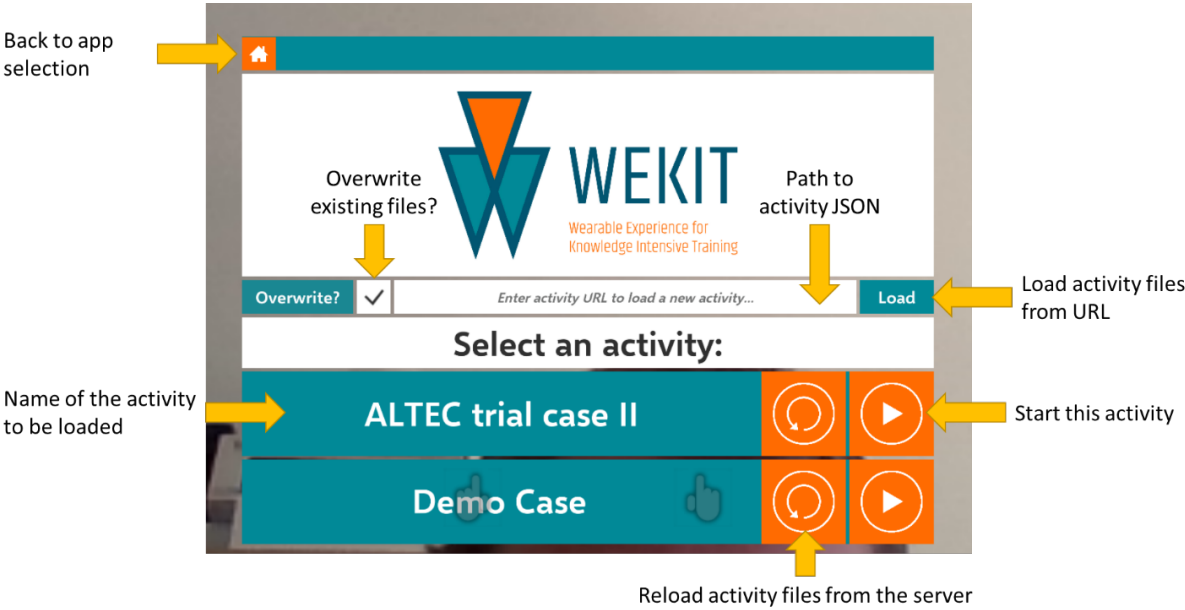 Back to app
selection
WEKIT
Wearable Experience for
Knowledge Intensive Training
Overwrite
existing files?
Path to
activity JSON
Overwrite?
Enter activity URL to load a new activity...
Load
Load activity files
from URL
Select an activity:
Name of the activity
to be loaded
ALTEC trial case II
Start this activity
Demo Case
Reload activity files from the server